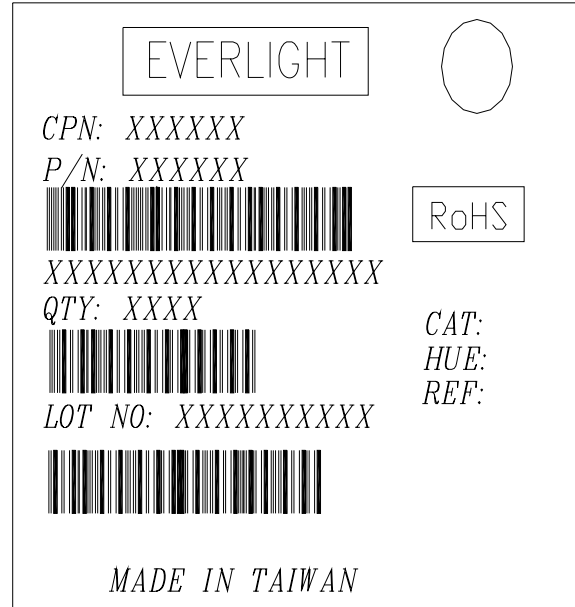 EVERLIGHT
CPN: XXXXXX
P/N: XXXXXX
RoHS
XXXXXXXXXXXXXXXXX
QTY: XXXX
CAT:
HUE:
REF:
LOT NO: XXXXXXXXXX
MADE IN TAIWAN